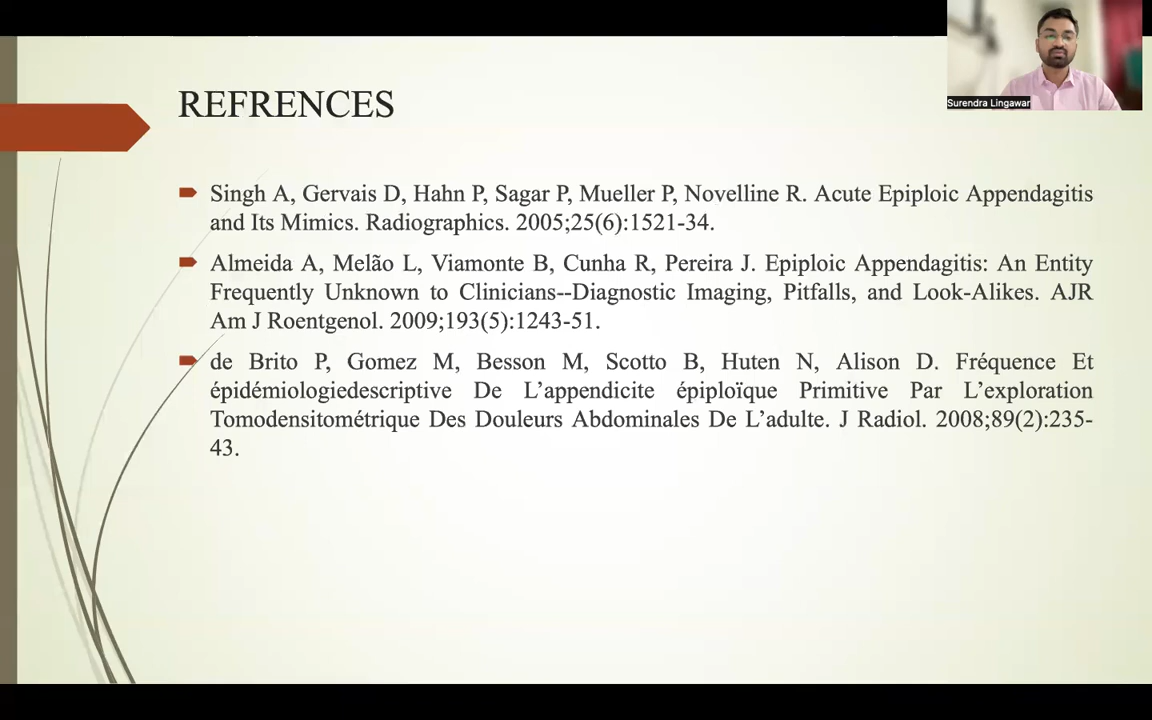 Surendra Lingawar
REFRENCES
Singh A, Gervais D, Hahn P, Sagar P, Mueller P, Novelline R. Acute Epiploic Appendagitis
and Its Mimics. Radiographics. 2005;25(6):1521-34.
Almeida A, Melão L, Viamonte B, Cunha R, Pereira J. Epiploic Appendagitis: An Entity
Frequently Unknown to Clinicians--Diagnostic Imaging, Pitfalls, and Look-Alikes. AJR
Am J Roentgenol. 2009;193(5):1243-51.
de Brito P, Gomez M, Besson M, Scotto B, Huten N, Alison D. Fréquence Et
épidémiologiedescriptive De L’appendicite épiploïque Primitive Par L’exploration
Tomodensitométrique Des Douleurs Abdominales De L’adulte. J Radiol. 2008;89(2):235-
43.